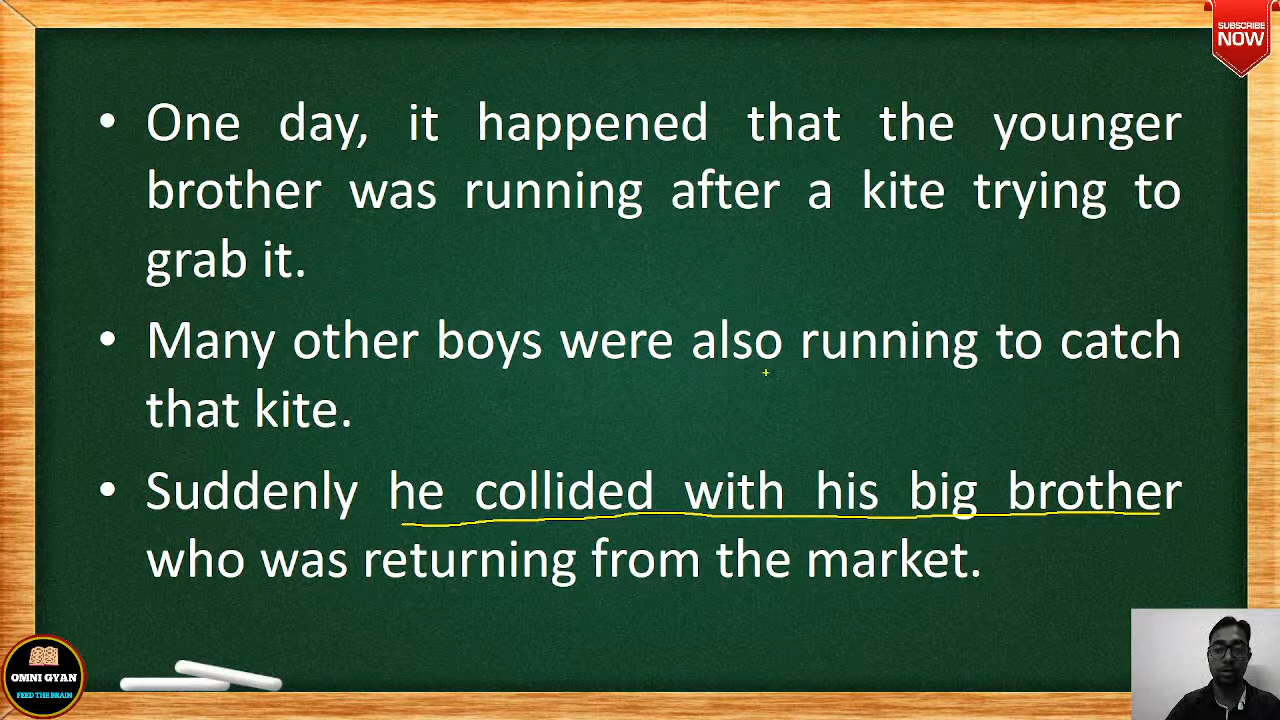 SUBSCRIBE
NOW
• One day, it happened that the younger
brother was running after a kite trying to
grab it.
• Many other boys were also running to catch
that kite.
• Suddenly he collided with his big brother
who was returning from the market.
OMNI GYAN
FEED THE BRAIN